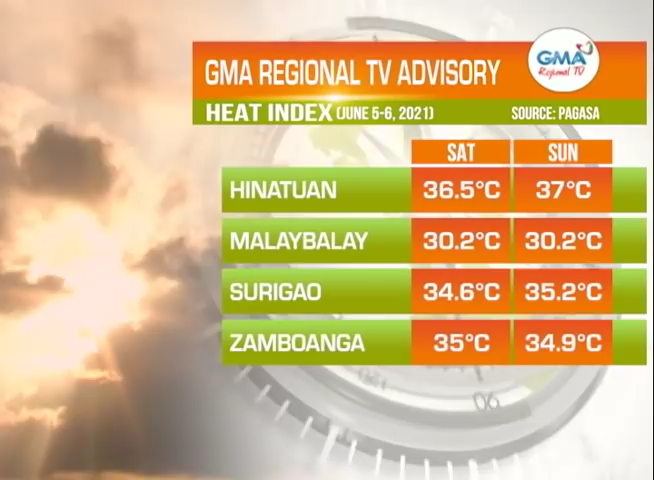 GMA REGIONAL TV ADVISORY
GMA
Regional TV
HEAT INDEX (JUNE 5-6, 2021) SOURCE: PAGASA
SAT SUN
HINATUAN 36.5°C 37°C
MALAYBALAY 30.2°C 30.2°C
SURIGAO 34.6°C 35.2°C
ZAMBOANGA 35°C 34.9°C
06